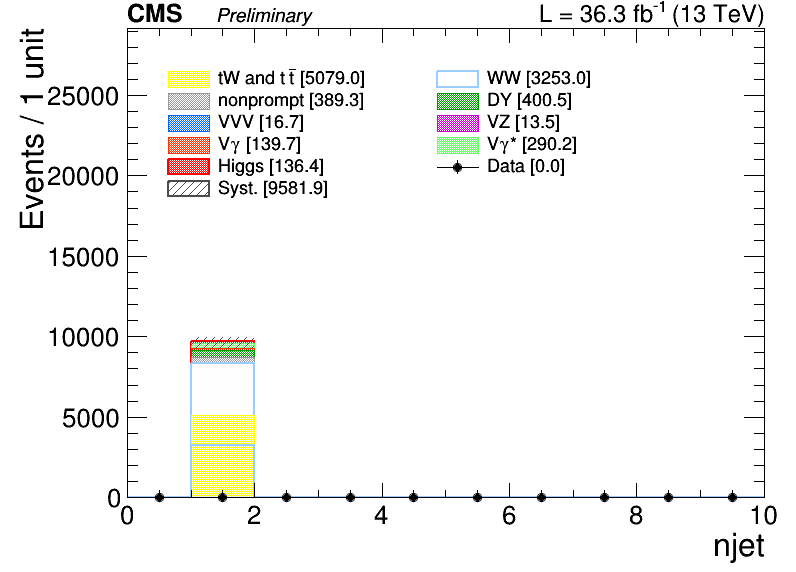 CMS Preliminary L = 36.3 fb⁻¹ (13 TeV)
Events / 1 unit
25000
20000
15000
10000
5000
0
tW and t t̅ [5079.0]
nonprompt [389.3]
VVV [16.7]
Vγ [139.7]
Higgs [136.4]
Syst. [9581.9]
WW [3253.0]
DY [400.5]
VZ [13.5]
Vγ* [290.2]
Data [0.0]
0 2 4 6 8 10
njet